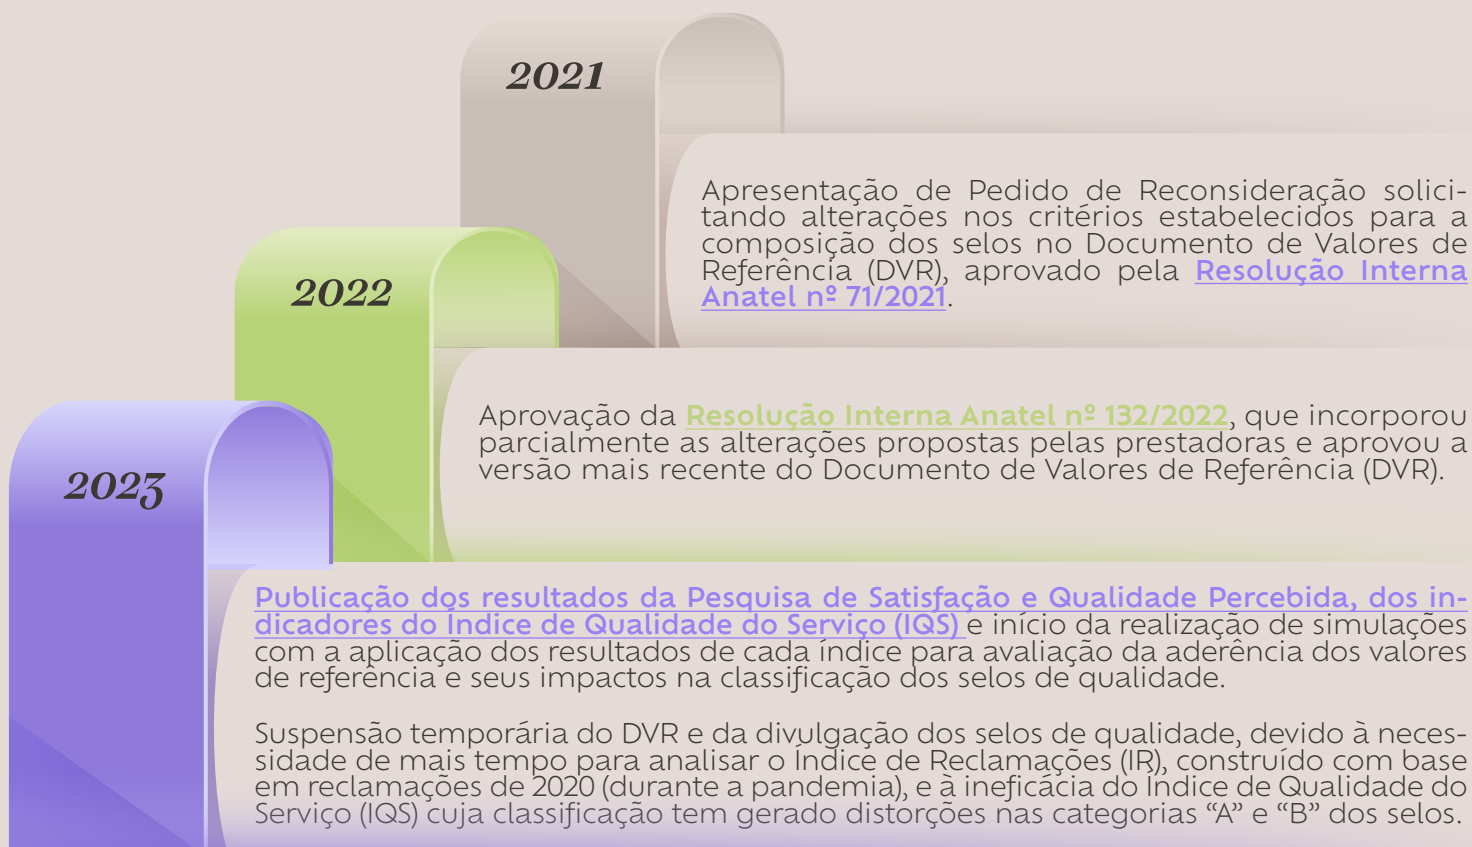 2021
Apresentação de Pedido de Reconsideração solici-
tando alterações nos critérios estabelecidos para a
composição dos selos no Documento de Valores de
Referência (DVR), aprovado pela Resolução Interna
Anatel nº 71/2021.
2022
Aprovação da Resolução Interna Anatel nº 132/2022, que incorporou
parcialmente as alterações propostas pelas prestadoras e aprovou a
versão mais recente do Documento de Valores de Referência (DVR).
2023
Publicação dos resultados da Pesquisa de Satisfação e Qualidade Percebida, dos in-
dicadores do Índice de Qualidade do Serviço (IQS) e início da realização de simulações
com a aplicação dos resultados de cada índice para avaliação da aderência dos valores
de referência e seus impactos na classificação dos selos de qualidade.
Suspensão temporária do DVR e da divulgação dos selos de qualidade, devido à neces-
sidade de mais tempo para analisar o Índice de Reclamações (IR), construído com base
em reclamações de 2020 (durante a pandemia), e à ineficácia do Índice de Qualidade do
Serviço (IQS) cuja classificação tem gerado distorções nas categorias “A” e “B” dos selos.